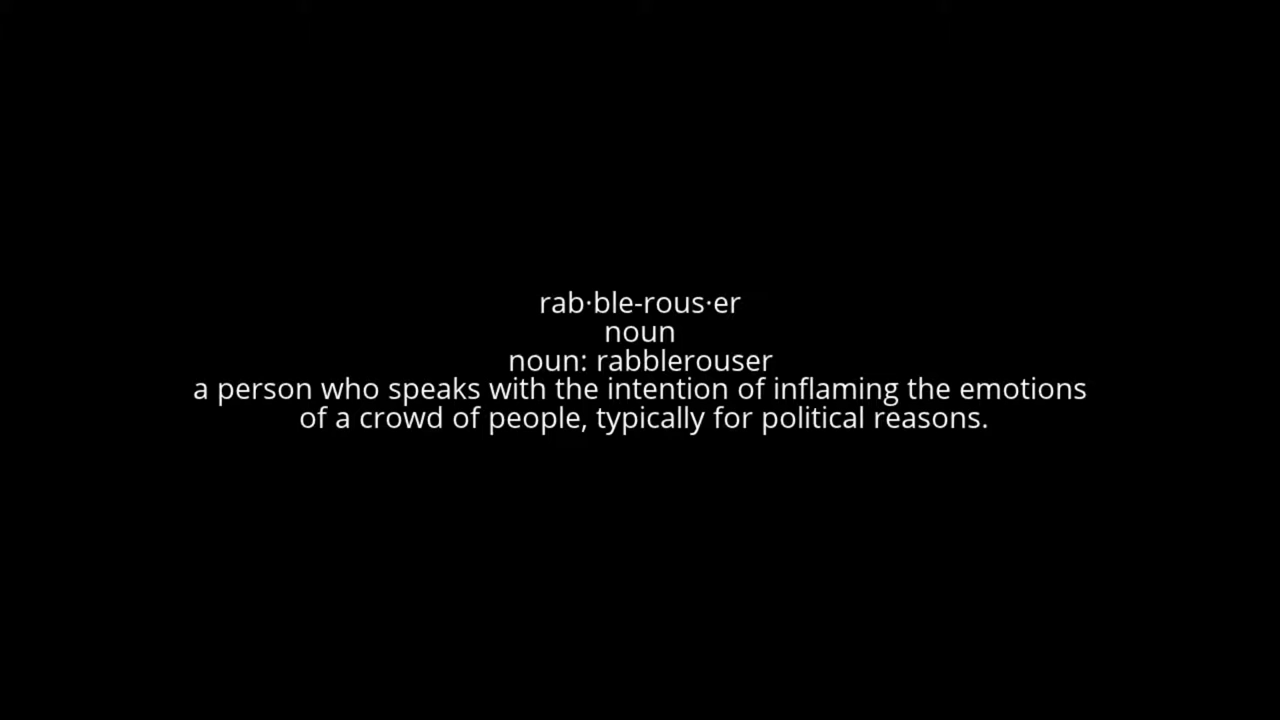 rab·ble-rous·er
noun
noun: rabblerouser
a person who speaks with the intention of inflaming the emotions
of a crowd of people, typically for political reasons.